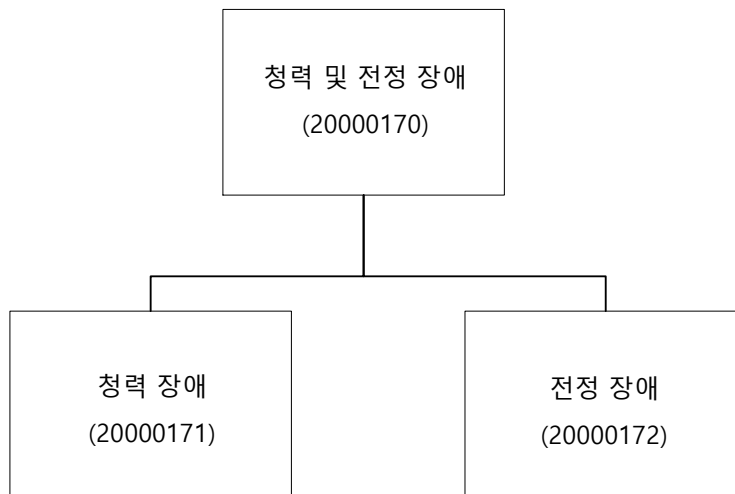 청력 및 전정 장애
(20000170)
청력 장애
(20000171)
전정 장애
(20000172)